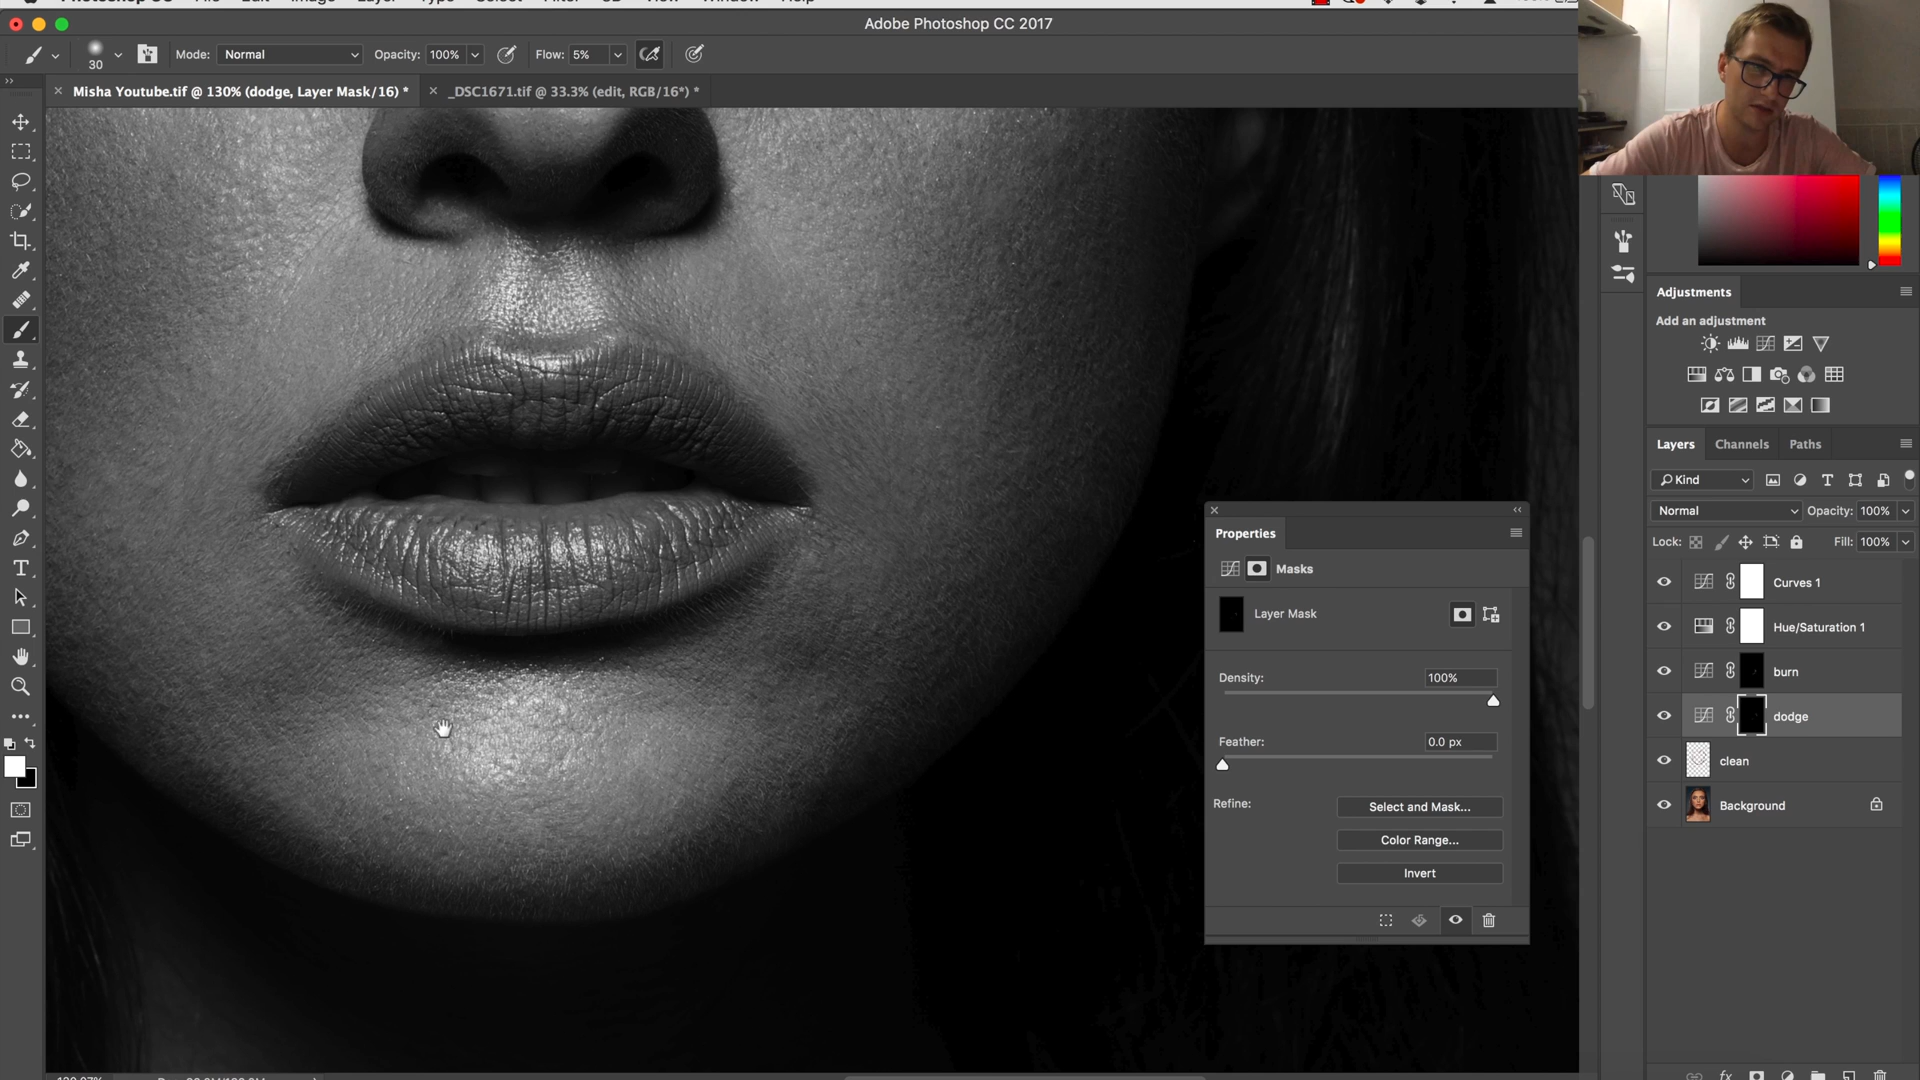 Adobe Photoshop CC 2017
30
Mode: Normal
Opacity: 100%
Flow: 5%
Misha Youtube.tif @ 130% (dodge, Layer Mask/16) *
_DSC1671.tif @ 33.3% (edit, RGB/16*) *
Adjustments
Add an adjustment
Layers Channels Paths
Kind
Normal Opacity: 100%
Lock: Fill: 100%
Curves 1
Hue/Saturation 1
burn
dodge
clean
Background
Properties
Masks
Layer Mask
Density: 100%
Feather: 0.0 px
Refine: Select and Mask...
Color Range...
Invert